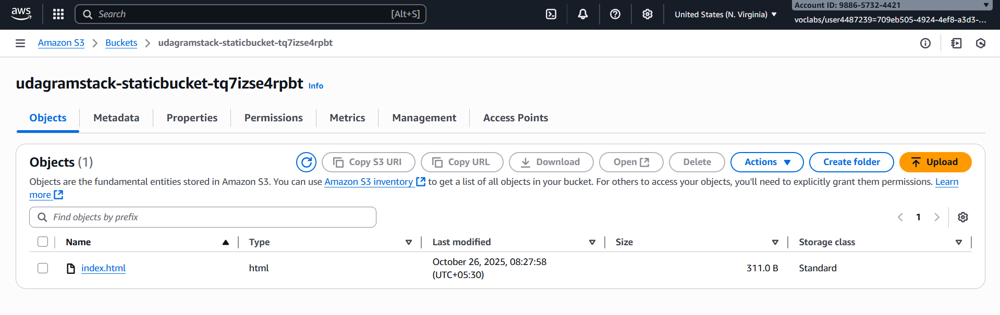 aws
Search [Alt+S]
United States (N. Virginia)
Account ID: 9886-5732-4421
voclabs/user4487239=709eb505-4924-4ef8-a3d3-...
Amazon S3 > Buckets > udagramstack-staticbucket-tq7izse4rpbt
udagramstack-staticbucket-tq7izse4rpbt Info
Objects Metadata Properties Permissions Metrics Management Access Points
Objects (1) Copy S3 URI Copy URL Download Open Delete Actions Create folder Upload
Objects are the fundamental entities stored in Amazon S3. You can use Amazon S3 inventory to get a list of all objects in your bucket. For others to access your objects, you'll need to explicitly grant them permissions. Learn
more
Find objects by prefix 1
Name Type Last modified Size Storage class
index.html html October 26, 2025, 08:27:58 311.0 B Standard
(UTC+05:30)